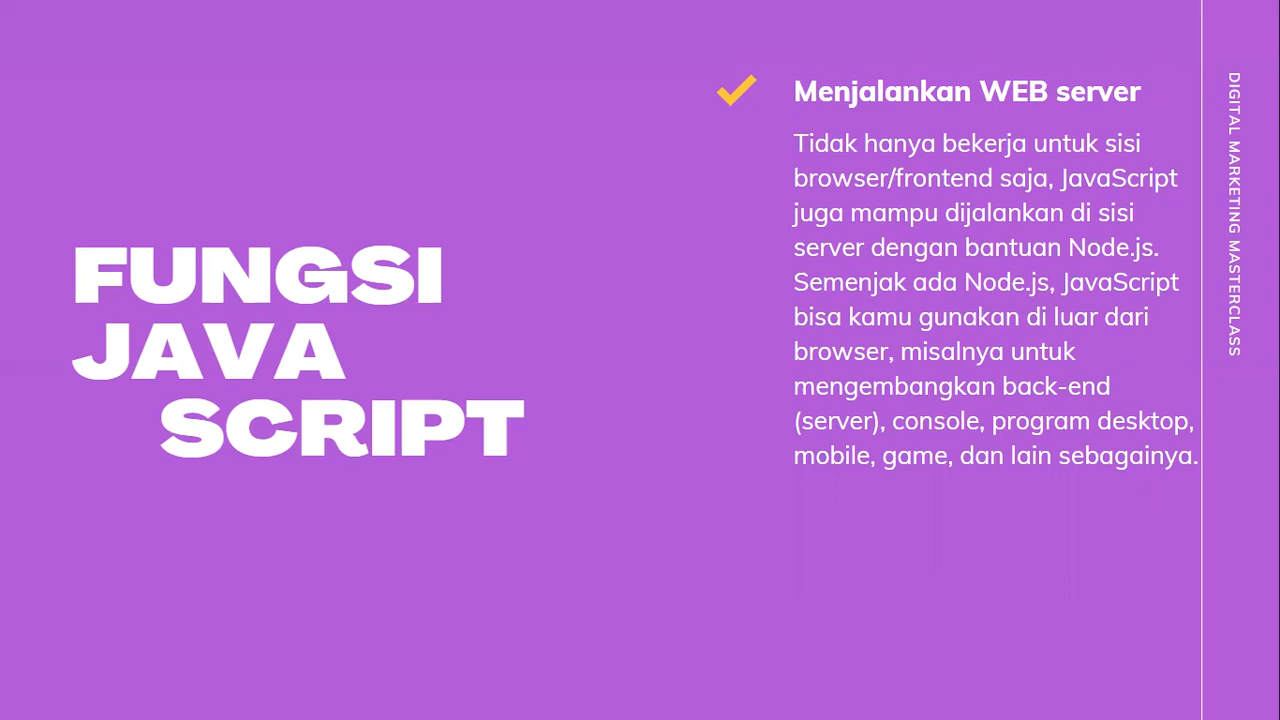 FUNGSI
JAVA
SCRIPT
Menjalankan WEB server
Tidak hanya bekerja untuk sisi
browser/frontend saja, JavaScript
juga mampu dijalankan di sisi
server dengan bantuan Node.js.
Semenjak ada Node.js, JavaScript
bisa kamu gunakan di luar dari
browser, misalnya untuk
mengembangkan back-end
(server), console, program desktop,
mobile, game, dan lain sebagainya.
DIGITAL MARKETING MASTERCLASS